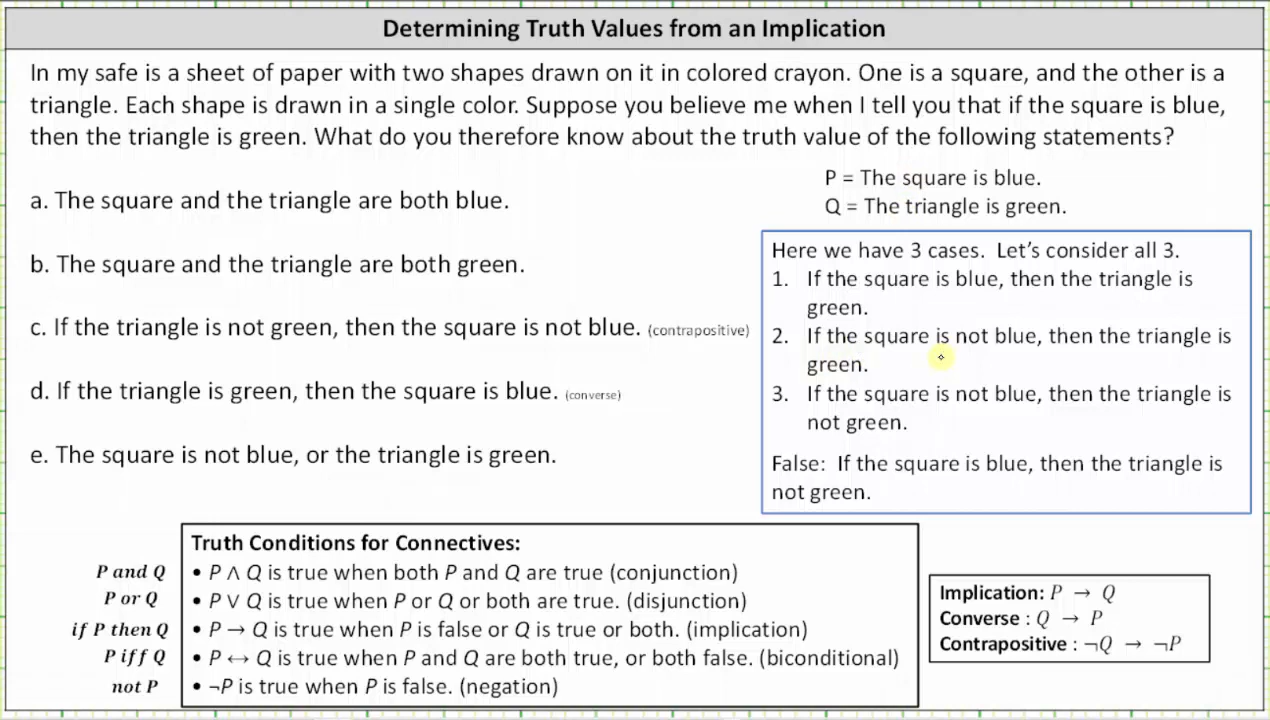 Determining Truth Values from an Implication
In my safe is a sheet of paper with two shapes drawn on it in colored crayon. One is a square, and the other is a
triangle. Each shape is drawn in a single color. Suppose you believe me when I tell you that if the square is blue,
then the triangle is green. What do you therefore know about the truth value of the following statements?
a. The square and the triangle are both blue.
b. The square and the triangle are both green.
c. If the triangle is not green, then the square is not blue. (contrapositive)
d. If the triangle is green, then the square is blue. (converse)
e. The square is not blue, or the triangle is green.
P = The square is blue.
Q = The triangle is green.
Here we have 3 cases. Let's consider all 3.
1. If the square is blue, then the triangle is
green.
2. If the square is not blue, then the triangle is
green.
3. If the square is not blue, then the triangle is
not green.
False: If the square is blue, then the triangle is
not green.
Truth Conditions for Connectives:
P and Q • P ∧ Q is true when both P and Q are true (conjunction)
P or Q • P ∨ Q is true when P or Q or both are true. (disjunction)
if P then Q • P → Q is true when P is false or Q is true or both. (implication)
P iff Q • P ↔ Q is true when P and Q are both true, or both false. (biconditional)
not P • ¬P is true when P is false. (negation)
Implication: P → Q
Converse : Q → P
Contrapositive : ¬Q → ¬P